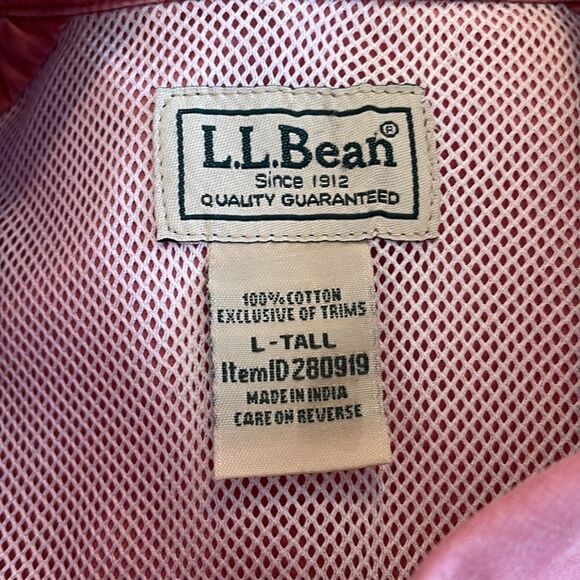 L.L.Bean®
Since 1912
QUALITY GUARANTEED
100% COTTON
EXCLUSIVE OF TRIMS
L - TALL
ItemID 280919
MADE IN INDIA
CARE ON REVERSE